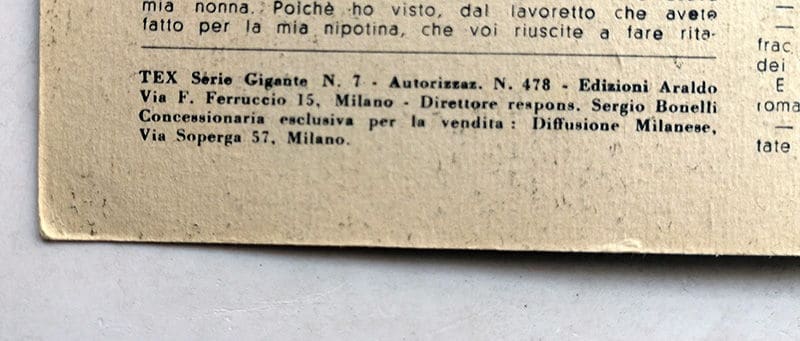 mia nonna. Poichè ho visto, dal lavoretto che avete
fatto per la mia nipotina, che voi riuscite a fare rita-
TEX Serie Gigante N. 7 - Autorizzaz. N. 478 - Edizioni Araldo
Via F. Ferruccio 15, Milano - Direttore respons. Sergio Bonelli
Concessionaria esclusiva per la vendita : Diffusione Milanese,
Via Soperga 57, Milano.
—
frac
dei
E
roma
—
tate